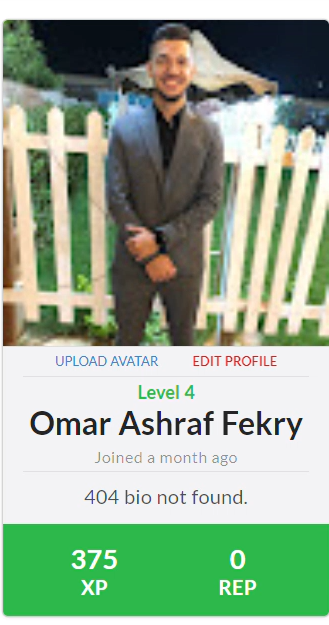 UPLOAD AVATAR EDIT PROFILE
Level 4
Omar Ashraf Fekry
Joined a month ago
404 bio not found.
375 0
XP REP